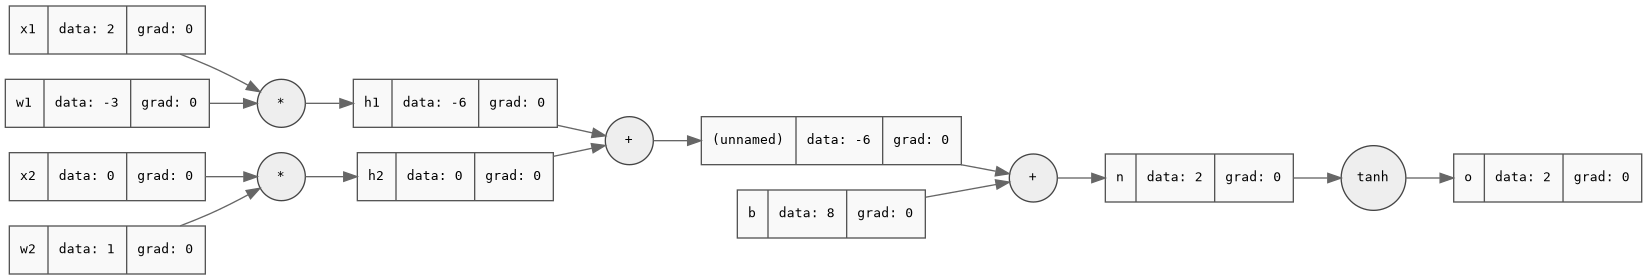 x1 data: 2 grad: 0
w1 data: -3 grad: 0
*
h1 data: -6 grad: 0
x2 data: 0 grad: 0
*
h2 data: 0 grad: 0
w2 data: 1 grad: 0
+
(unnamed) data: -6 grad: 0
b data: 8 grad: 0
+
n data: 2 grad: 0
tanh
o data: 2 grad: 0